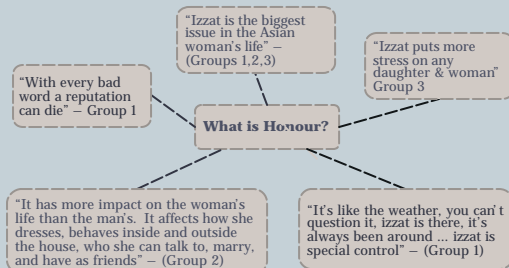 “Izzat is the biggest
issue in the Asian
woman's life” –
(Groups 1,2,3)
“Izzat puts more
stress on any
daughter & woman”
Group 3
“With every bad
word a reputation
can die” – Group 1
What is Honour?
“It has more impact on the woman's
life than the man's.  It affects how she
dresses, behaves inside and outside
the house, who she can talk to, marry,
and have as friends” – (Group 2)
“It's like the weather, you can't
question it, izzat is there, it's
always been around ... izzat is
special control” – (Group 1)